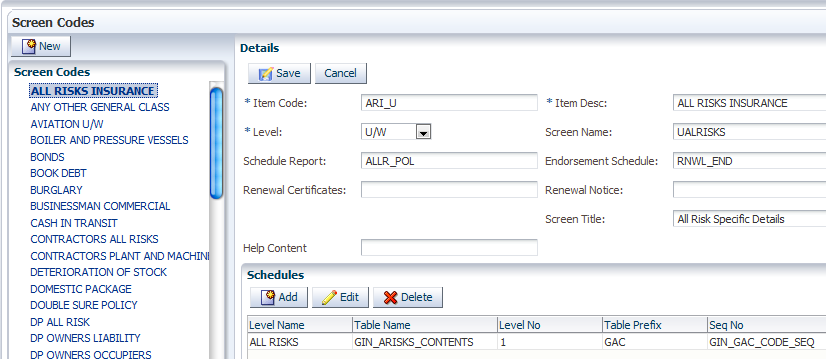 Screen Codes
New
Screen Codes
ALL RISKS INSURANCE
ANY OTHER GENERAL CLASS
AVIATION U/W
BOILER AND PRESSURE VESSELS
BONDS
BOOK DEBT
BURGLARY
BUSINESSMAN COMMERCIAL
CASH IN TRANSIT
CONTRACTORS ALL RISKS
CONTRACTORS PLANT AND MACHIN
DETERIORATION OF STOCK
DOMESTIC PACKAGE
DOUBLE SURE POLICY
DP ALL RISK
DP OWNERS LIABILITY
DP OWNERS OCCUPIERS
Details
Save Cancel
* Item Code: ARI_U * Item Desc: ALL RISKS INSURANCE
* Level: U/W Screen Name: UALRISKS
Schedule Report: ALLR_POL Endorsement Schedule: RNWL_END
Renewal Certificates: Renewal Notice:
Screen Title: All Risk Specific Details
Help Content
Schedules
Add Edit Delete
Level Name Table Name Level No Table Prefix Seq No
ALL RISKS GIN_ARISKS_CONTENTS 1 GAC GIN_GAC_CODE_SEQ